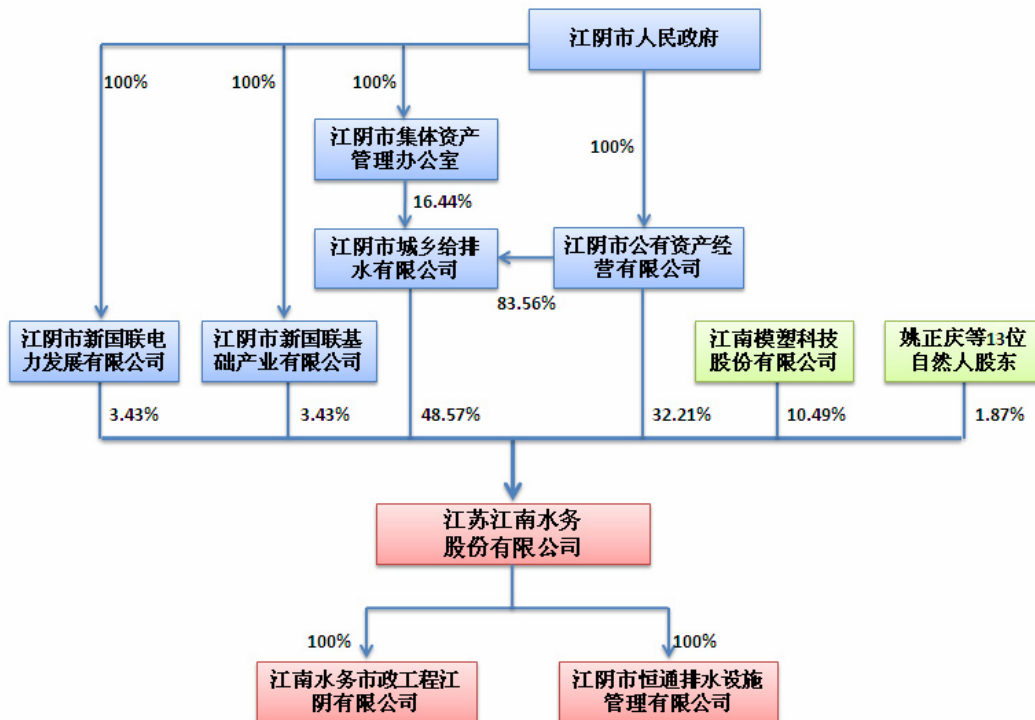 江阴市人民政府
100%
100%
100%
100%
江阴市集体资产
管理办公室
16.44%
江阴市城乡给排
水有限公司
江阴市公有资产经
营有限公司
83.56%
江阴市新国联电
力发展有限公司
江阴市新国联基
础产业有限公司
江南模塑科技
股份有限公司
姚正庆等13位
自然人股东
3.43%
3.43%
48.57%
32.21%
10.49%
1.87%
江苏江南水务
股份有限公司
100%
100%
江南水务市政工程江
阴有限公司
江阴市恒通排水设施
管理有限公司